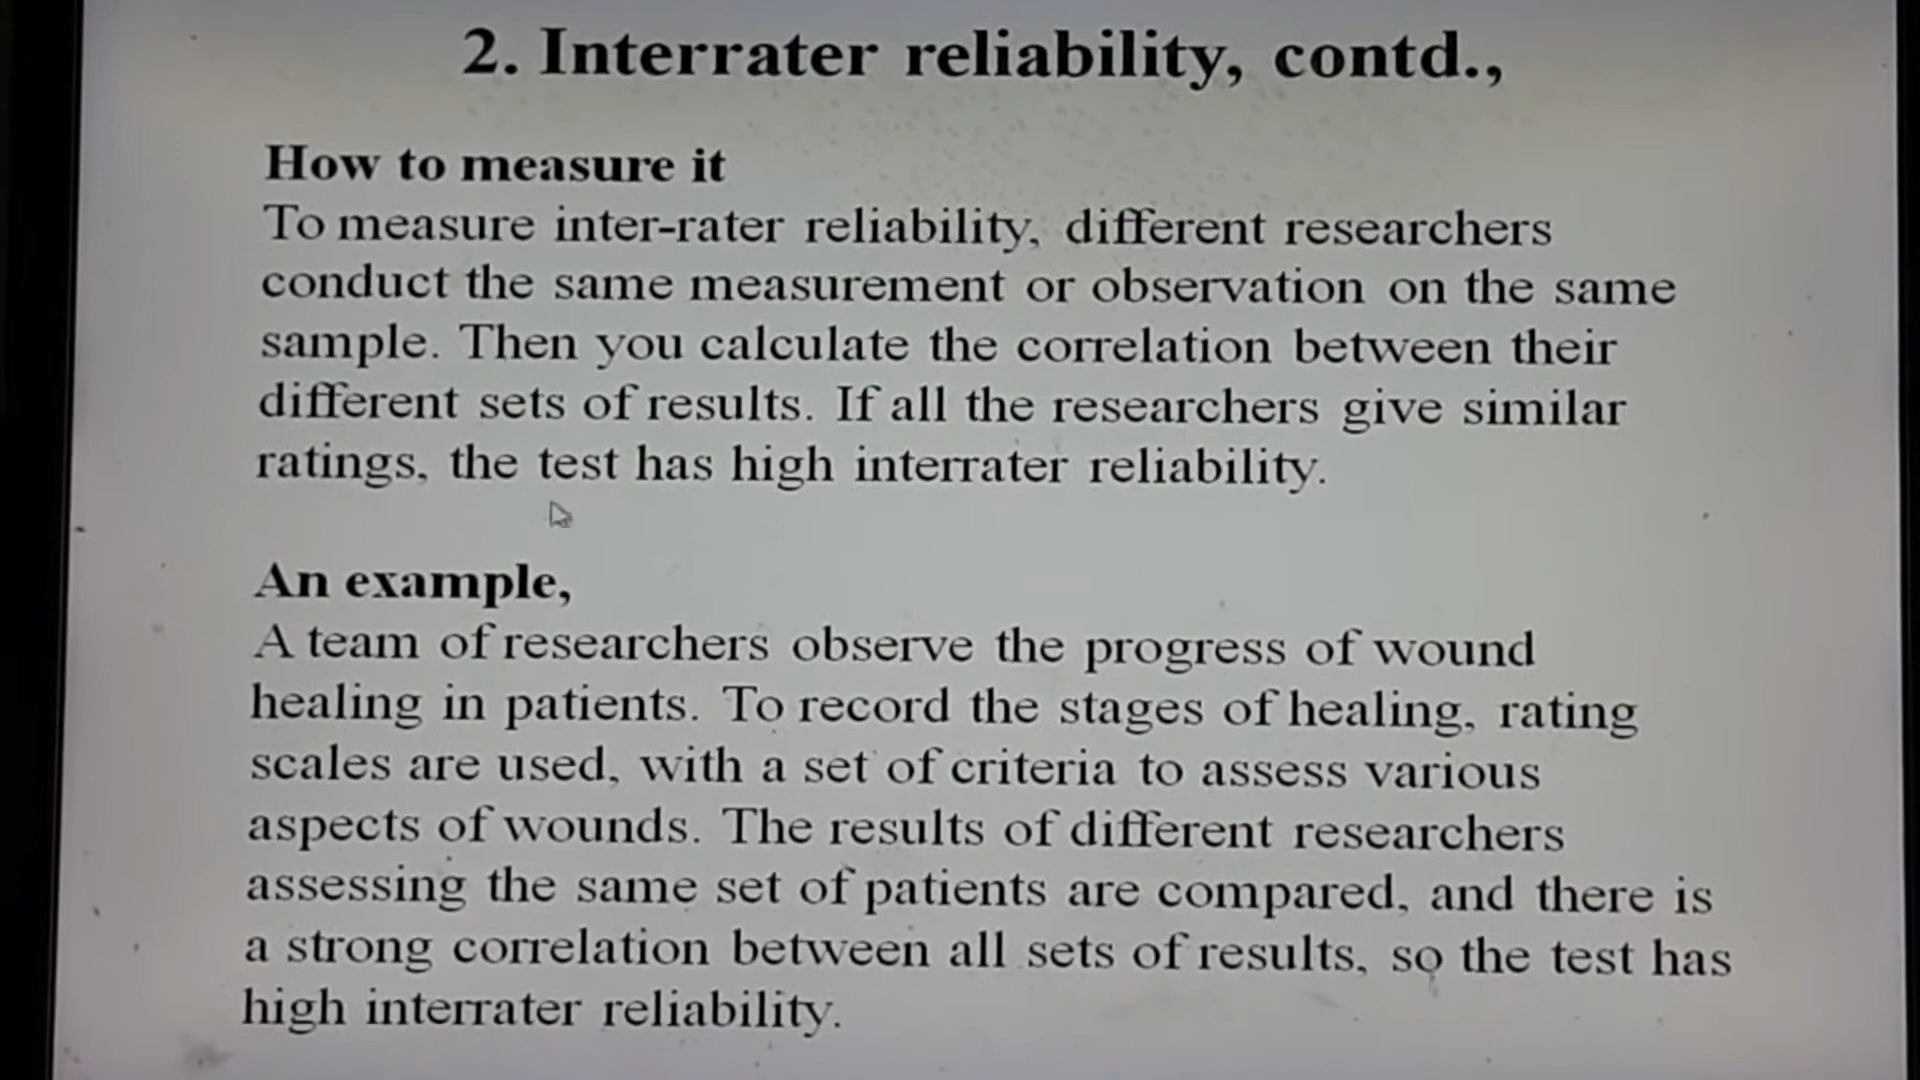 2. Interrater reliability, contd.,
How to measure it
To measure inter-rater reliability, different researchers
conduct the same measurement or observation on the same
sample. Then you calculate the correlation between their
different sets of results. If all the researchers give similar
ratings, the test has high interrater reliability.
An example,
A team of researchers observe the progress of wound
healing in patients. To record the stages of healing, rating
scales are used, with a set of criteria to assess various
aspects of wounds. The results of different researchers
assessing the same set of patients are compared, and there is
a strong correlation between all sets of results, so the test has
high interrater reliability.